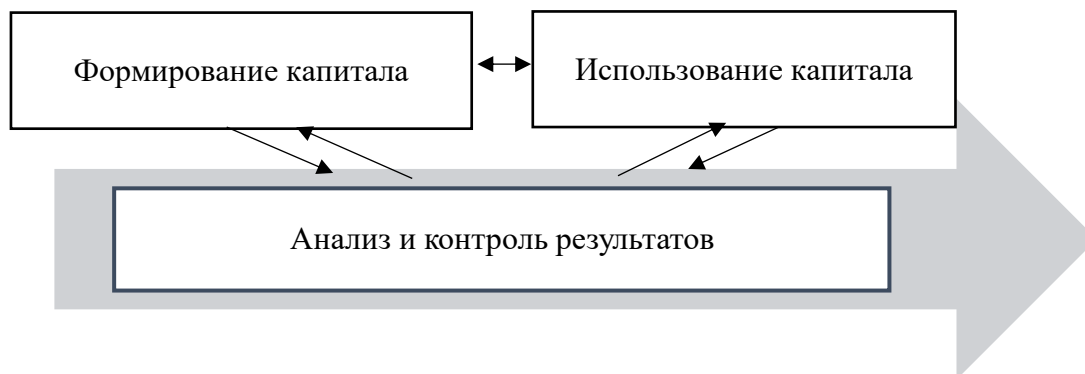 Формирование капитала
Использование капитала
Анализ и контроль результатов